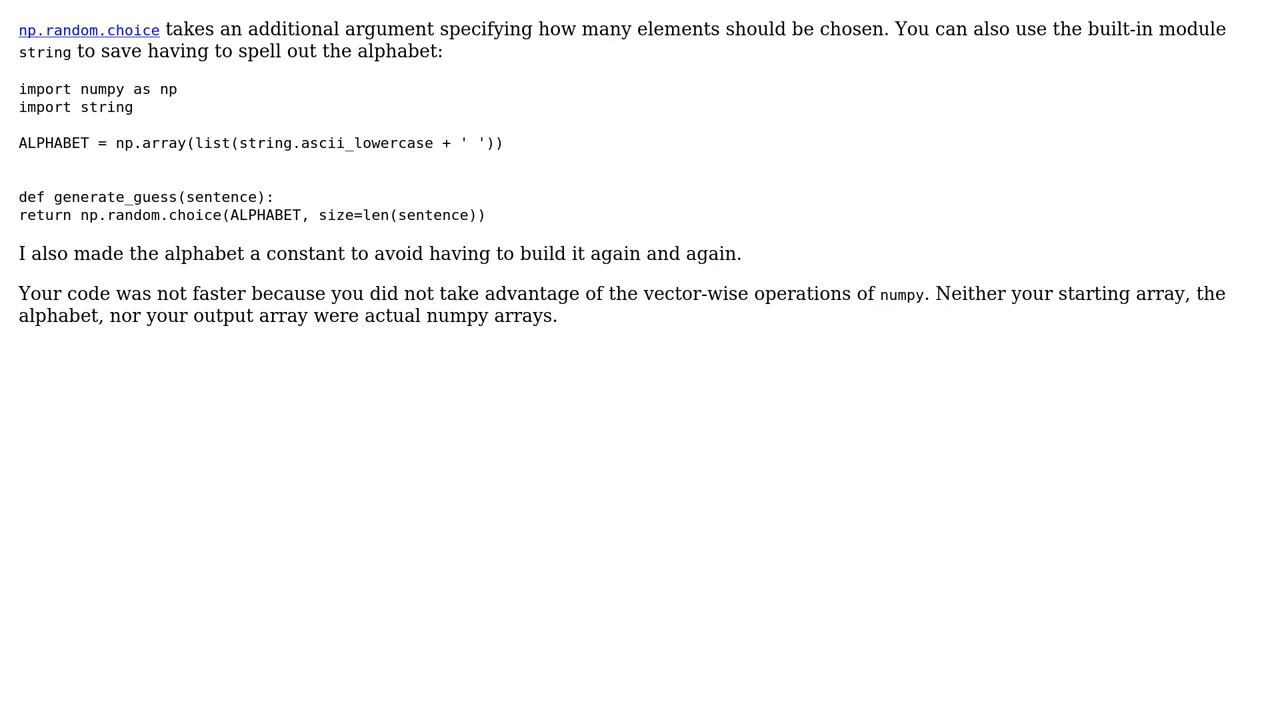 np.random.choice takes an additional argument specifying how many elements should be chosen. You can also use the built-in module
string to save having to spell out the alphabet:
import numpy as np
import string
ALPHABET = np.array(list(string.ascii_lowercase + ' '))
def generate_guess(sentence):
return np.random.choice(ALPHABET, size=len(sentence))
I also made the alphabet a constant to avoid having to build it again and again.
Your code was not faster because you did not take advantage of the vector-wise operations of numpy. Neither your starting array, the
alphabet, nor your output array were actual numpy arrays.